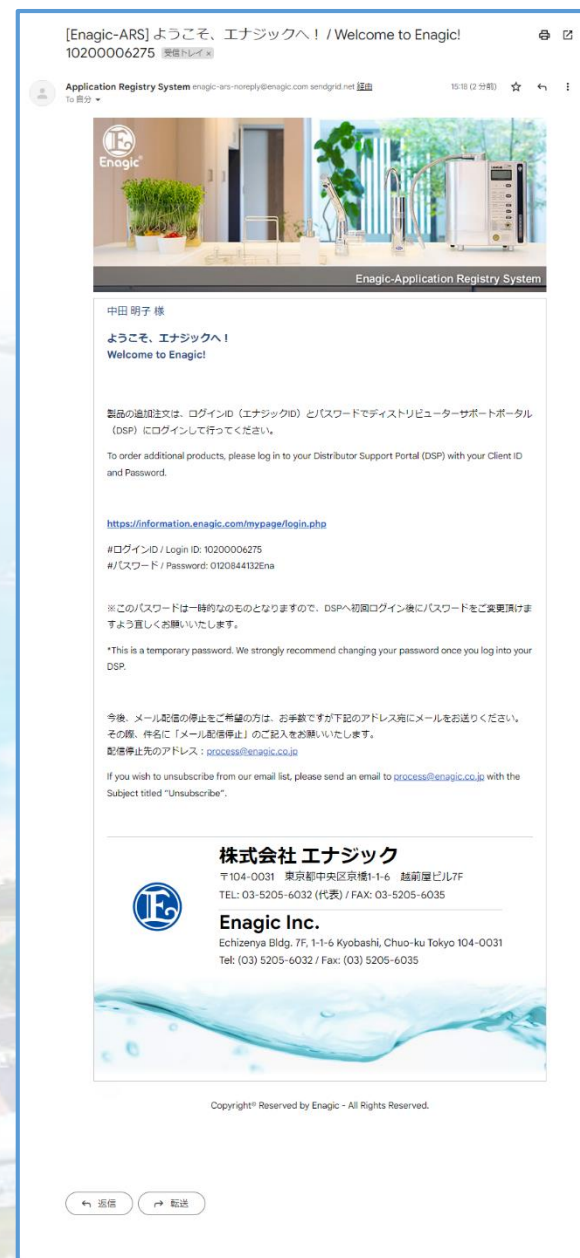 [Enagic-ARS] ようこそ、エナジックへ! / Welcome to Enagic!
10200006275 受信トレイ×
Application Registry System enagic-ars-noreply@enagic.com sendgrid.net 経由
15:18 (2 分前)
To 自分
Enagic®
Enagic-Application Registry System
中田 明子 様
ようこそ、エナジックへ!
Welcome to Enagic!
製品の追加注文は、ログインID(エナジックID)とパスワードでディストリビューターサポートポータル
(DSP)にログインして行ってください。
To order additional products, please log in to your Distributor Support Portal (DSP) with your Client ID
and Password.
https://information.enagic.com/mypage/login.php
#ログインID / Login ID: 10200006275
#パスワード / Password: 0120844132Ena
※このパスワードは一時的なのものとなりますので、DSPへ初回ログイン後にパスワードをご変更頂けま
すよう宜しくお願いいたします。
*This is a temporary password. We strongly recommend changing your password once you log into your
DSP.
今後、メール配信の停止をご希望の方は、お手数ですが下記のアドレス宛にメールをお送りください。
その際、件名に「メール配信停止」のご記入をお願いいたします。
配信停止先のアドレス:process@enagic.co.jp
If you wish to unsubscribe from our email list, please send an email to process@enagic.co.jp with the
Subject titled "Unsubscribe".
株式会社 エナジック
〒104-0031 東京都中央区京橋1-1-6 越前屋ビル7F
TEL: 03-5205-6032 (代表) / FAX: 03-5205-6035
Enagic Inc.
Echizenya Bldg. 7F, 1-1-6 Kyobashi, Chuo-ku Tokyo 104-0031
Tel: (03) 5205-6032 / Fax: (03) 5205-6035
Copyright© Reserved by Enagic - All Rights Reserved.
返信
転送